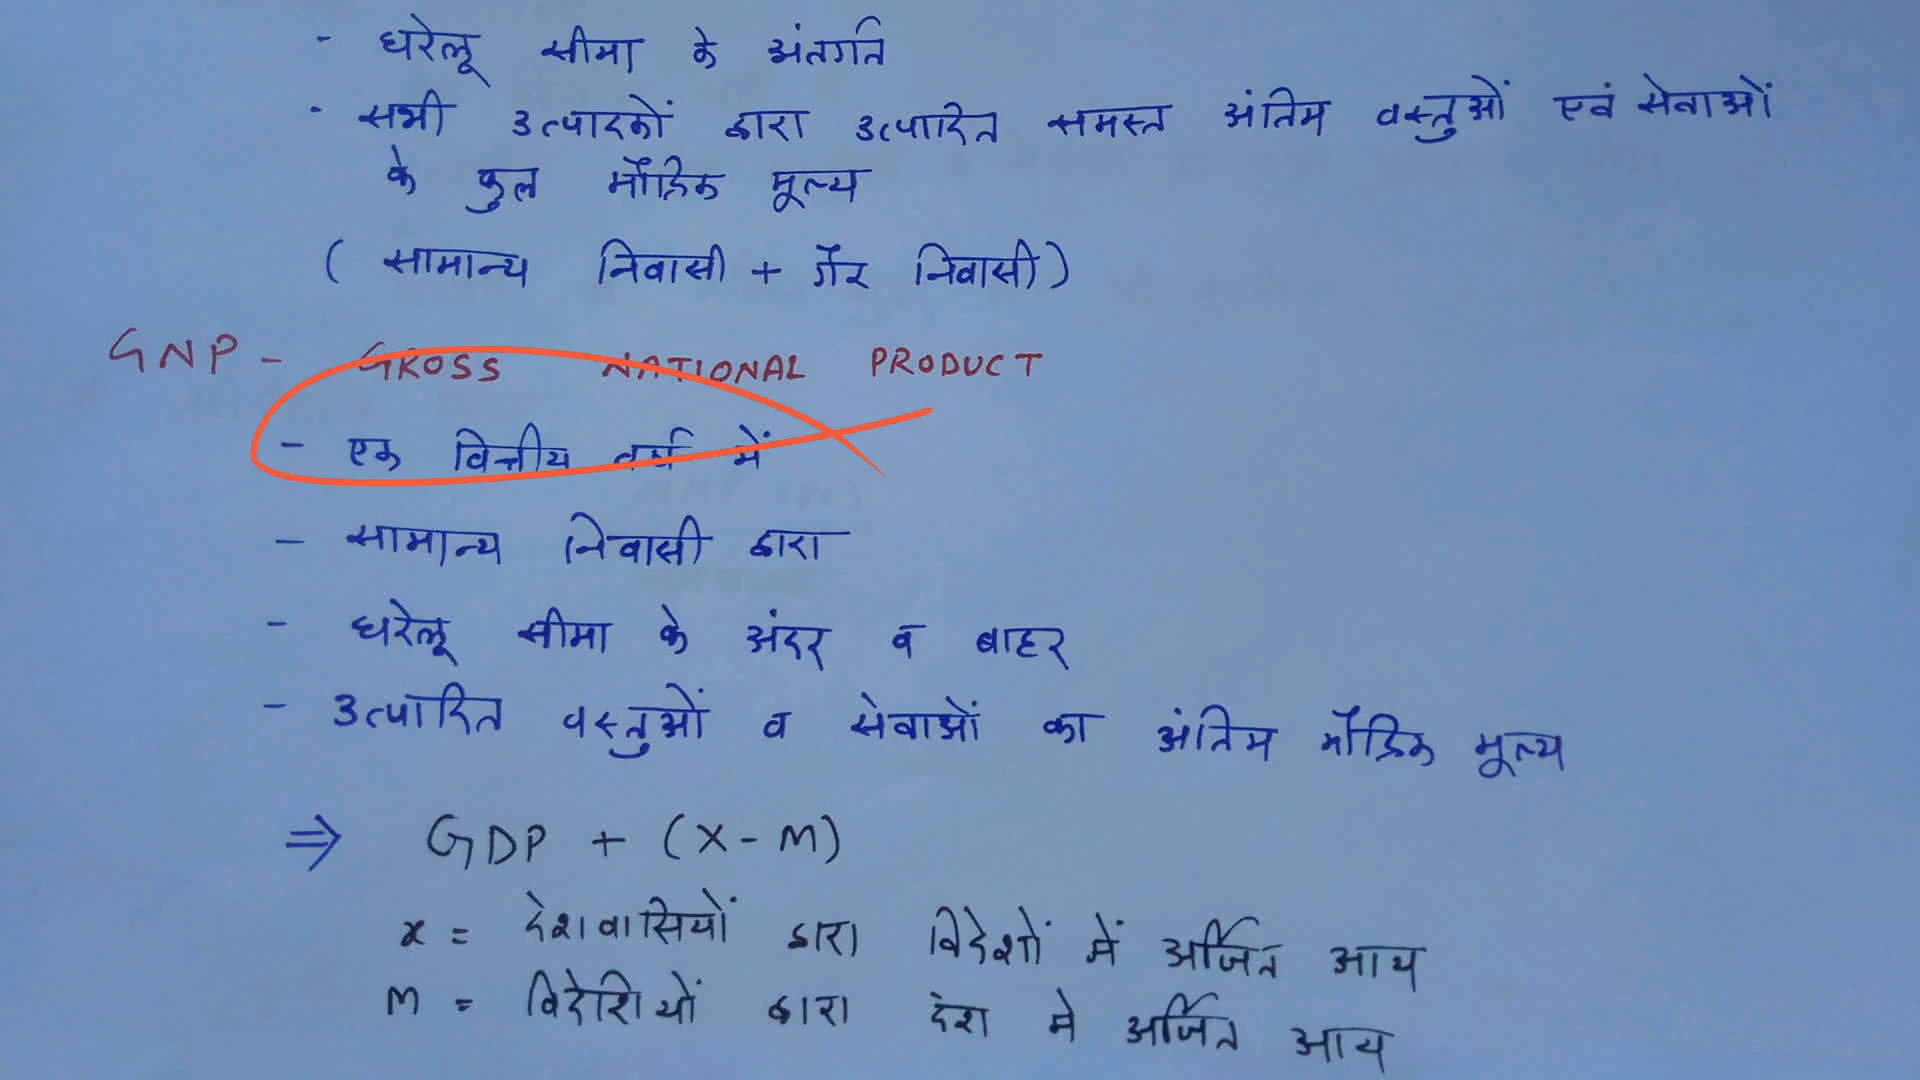 - घरेलू सीमा के अंतर्गत
- सभी उत्पादकों द्वारा उत्पादित समस्त अंतिम वस्तुओं एवं सेवाओं
के कुल मौद्रिक मूल्य
( सामान्य निवासी + गैर निवासी )
GNP - GROSS NATIONAL PRODUCT
- एक वित्तीय वर्ष में
- सामान्य निवासी द्वारा
- घरेलू सीमा के अंदर व बाहर
- उत्पादित वस्तुओं व सेवाओं का अंतिम मौद्रिक मूल्य
⇒ GDP + (X - M)
x = देशवासियों द्वारा विदेशों में अर्जित आय
M = विदेशियों द्वारा देश मे अर्जित आय